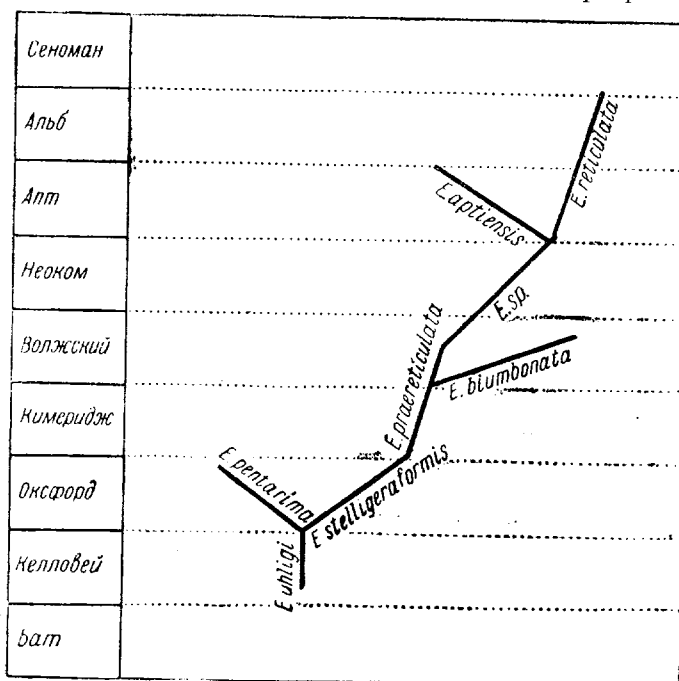 Сеноман
Альб
Апт
Неоком
Волжский
Кимеридж
Оксфорд
Келловей
Бат
E. reticulata
E. aptiensis
E. sp.
E. praereticulata
E. biumbonata
E. pentarima
E stelligeraformis
E uhligi